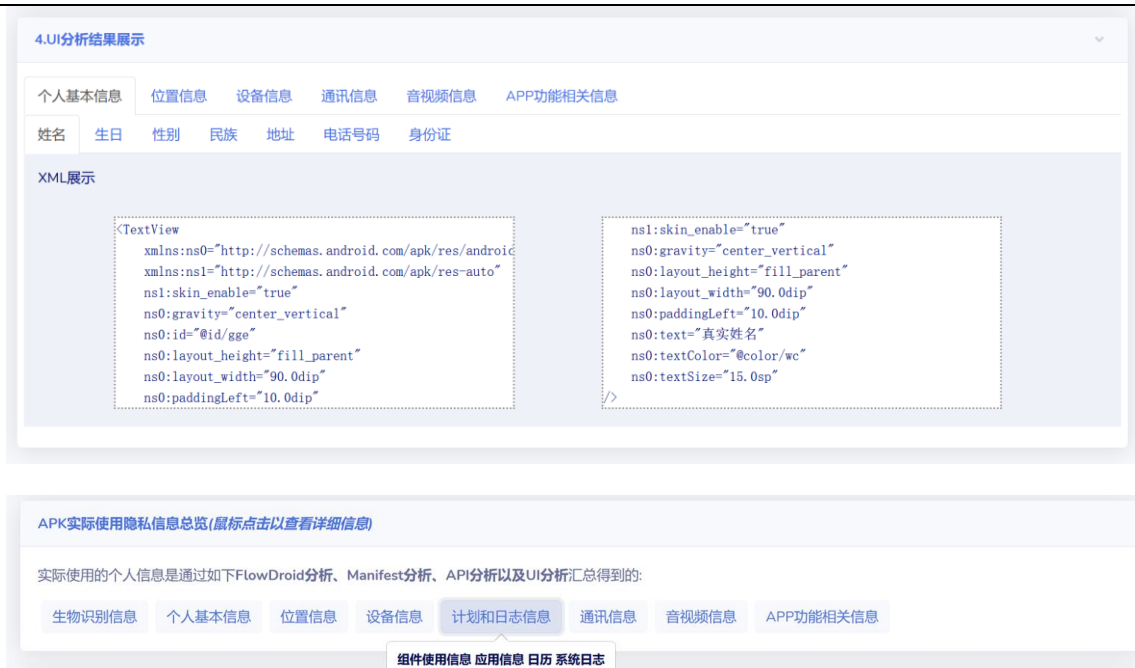 4.UI分析结果展示
个人基本信息 位置信息 设备信息 通讯信息 音视频信息 APP功能相关信息
姓名 生日 性别 民族 地址 电话号码 身份证
XML展示
<TextView
xmlns:ns0="http://schemas.android.com/apk/res/android
xmlns:ns1="http://schemas.android.com/apk/res-auto"
ns1:skin_enable="true"
ns0:gravity="center_vertical"
ns0:id="@id/gge"
ns0:layout_height="fill_parent"
ns0:layout_width="90.0dip"
ns0:paddingLeft="10.0dip"
ns1:skin_enable="true"
ns0:gravity="center_vertical"
ns0:layout_height="fill_parent"
ns0:layout_width="90.0dip"
ns0:paddingLeft="10.0dip"
ns0:text="真实姓名"
ns0:textColor="@color/wc"
ns0:textSize="15.0sp"
/>
APK实际使用隐私信息总览(鼠标点击以查看详细信息)
实际使用的个人信息是通过如下FlowDroid分析、Manifest分析、API分析以及UI分析汇总得到的:
生物识别信息 个人基本信息 位置信息 设备信息 计划和日志信息 通讯信息 音视频信息 APP功能相关信息
组件使用信息 应用信息 日历 系统日志